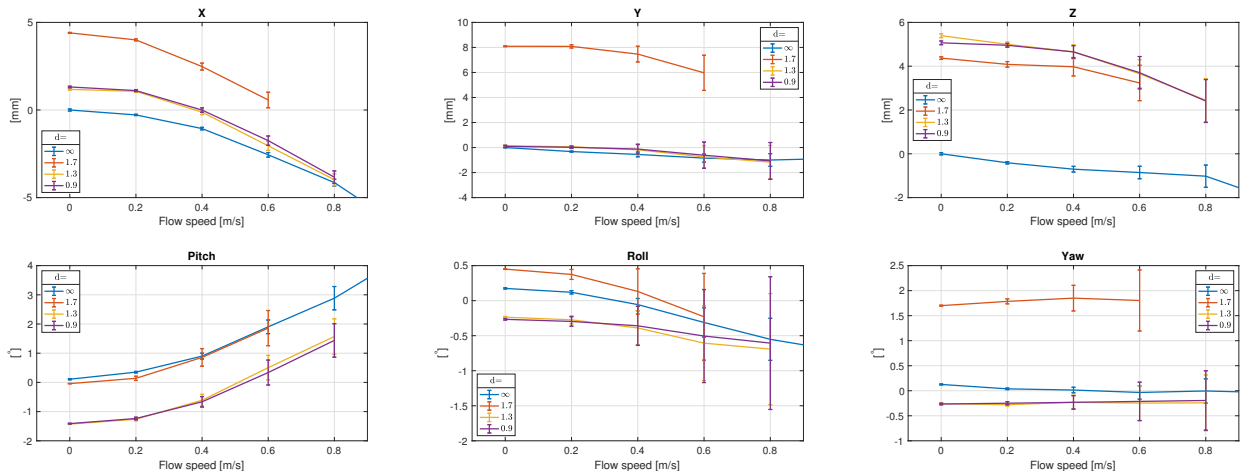 X
5
0
-5
[mm]
d=
∞
1.7
1.3
0.9
0 0.2 0.4 0.6 0.8
Flow speed [m/s]
Y
10
8
6
4
2
0
-2
-4
[mm]
d=
∞
1.7
1.3
0.9
0 0.2 0.4 0.6 0.8
Flow speed [m/s]
Z
6
4
2
0
-2
[mm]
d=
∞
1.7
1.3
0.9
0 0.2 0.4 0.6 0.8
Flow speed [m/s]
Pitch
4
3
2
1
0
-1
-2
[°]
d=
∞
1.7
1.3
0.9
0 0.2 0.4 0.6 0.8
Flow speed [m/s]
Roll
0.5
0
-0.5
-1
-1.5
-2
[°]
d=
∞
1.7
1.3
0.9
0 0.2 0.4 0.6 0.8
Flow speed [m/s]
Yaw
2.5
2
1.5
1
0.5
0
-0.5
-1
[°]
d=
∞
1.7
1.3
0.9
0 0.2 0.4 0.6 0.8
Flow speed [m/s]